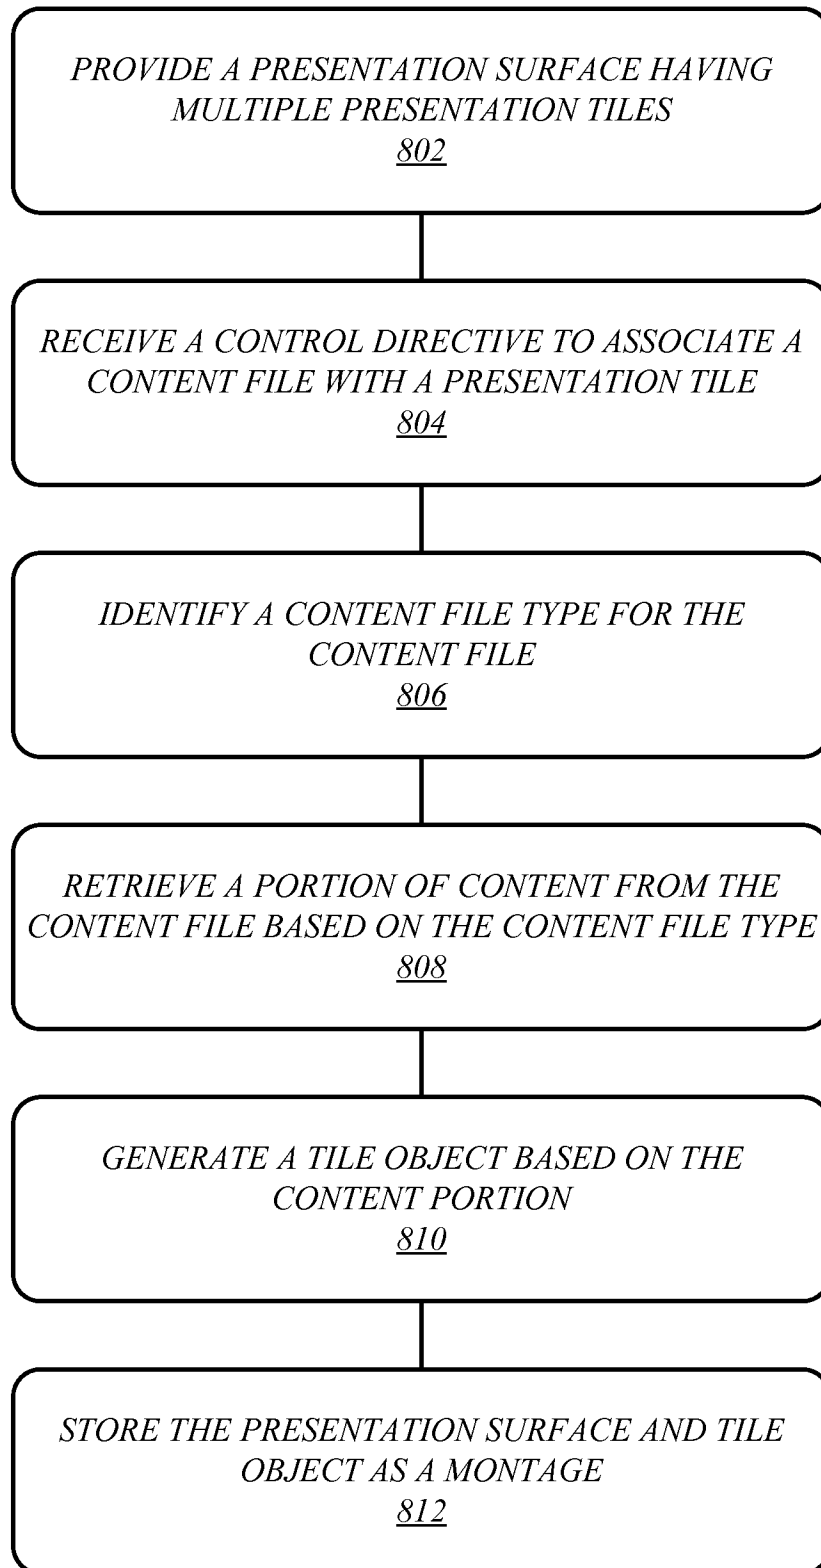 PROVIDE A PRESENTATION SURFACE HAVING
MULTIPLE PRESENTATION TILES
802
RECEIVE A CONTROL DIRECTIVE TO ASSOCIATE A
CONTENT FILE WITH A PRESENTATION TILE
804
IDENTIFY A CONTENT FILE TYPE FOR THE
CONTENT FILE
806
RETRIEVE A PORTION OF CONTENT FROM THE
CONTENT FILE BASED ON THE CONTENT FILE TYPE
808
GENERATE A TILE OBJECT BASED ON THE
CONTENT PORTION
810
STORE THE PRESENTATION SURFACE AND TILE
OBJECT AS A MONTAGE
812